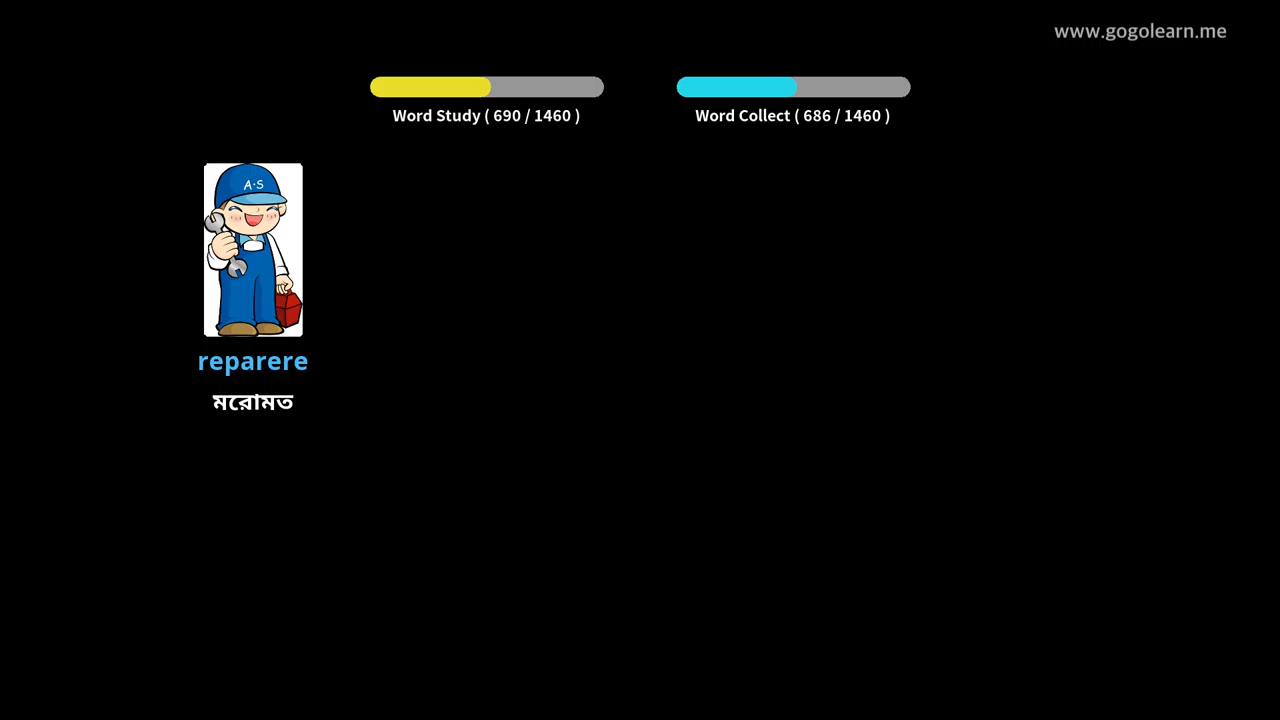 www.gogolearn.me
Word Study ( 690 / 1460 )
Word Collect ( 686 / 1460 )
A·S
reparere
মেরামত